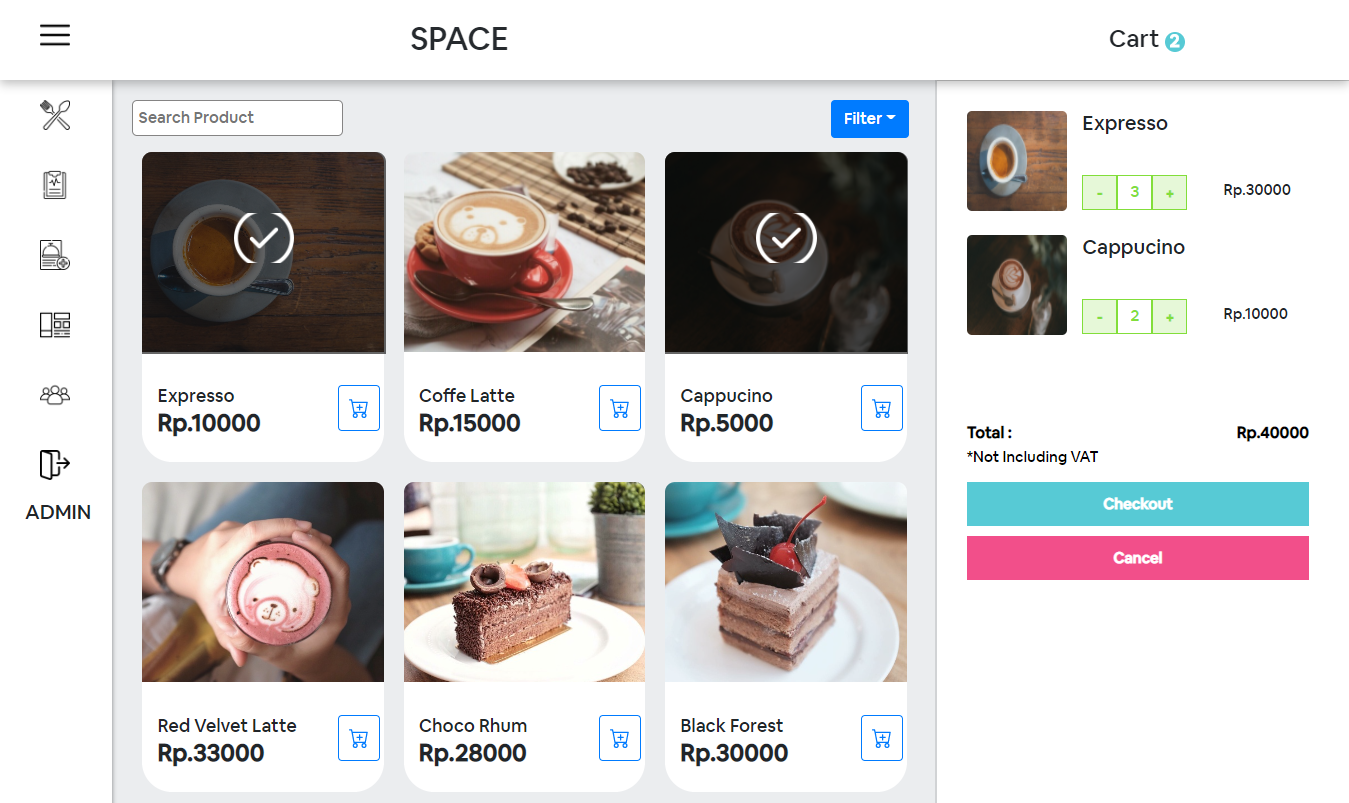 SPACE
Cart 2
ADMIN
Search Product
Filter
Expresso
Rp.10000
Coffe Latte
Rp.15000
Cappucino
Rp.5000
Red Velvet Latte
Rp.33000
Choco Rhum
Rp.28000
Black Forest
Rp.30000
Expresso
- 3 + Rp.30000
Cappucino
- 2 + Rp.10000
Total : Rp.40000
*Not Including VAT
Checkout
Cancel